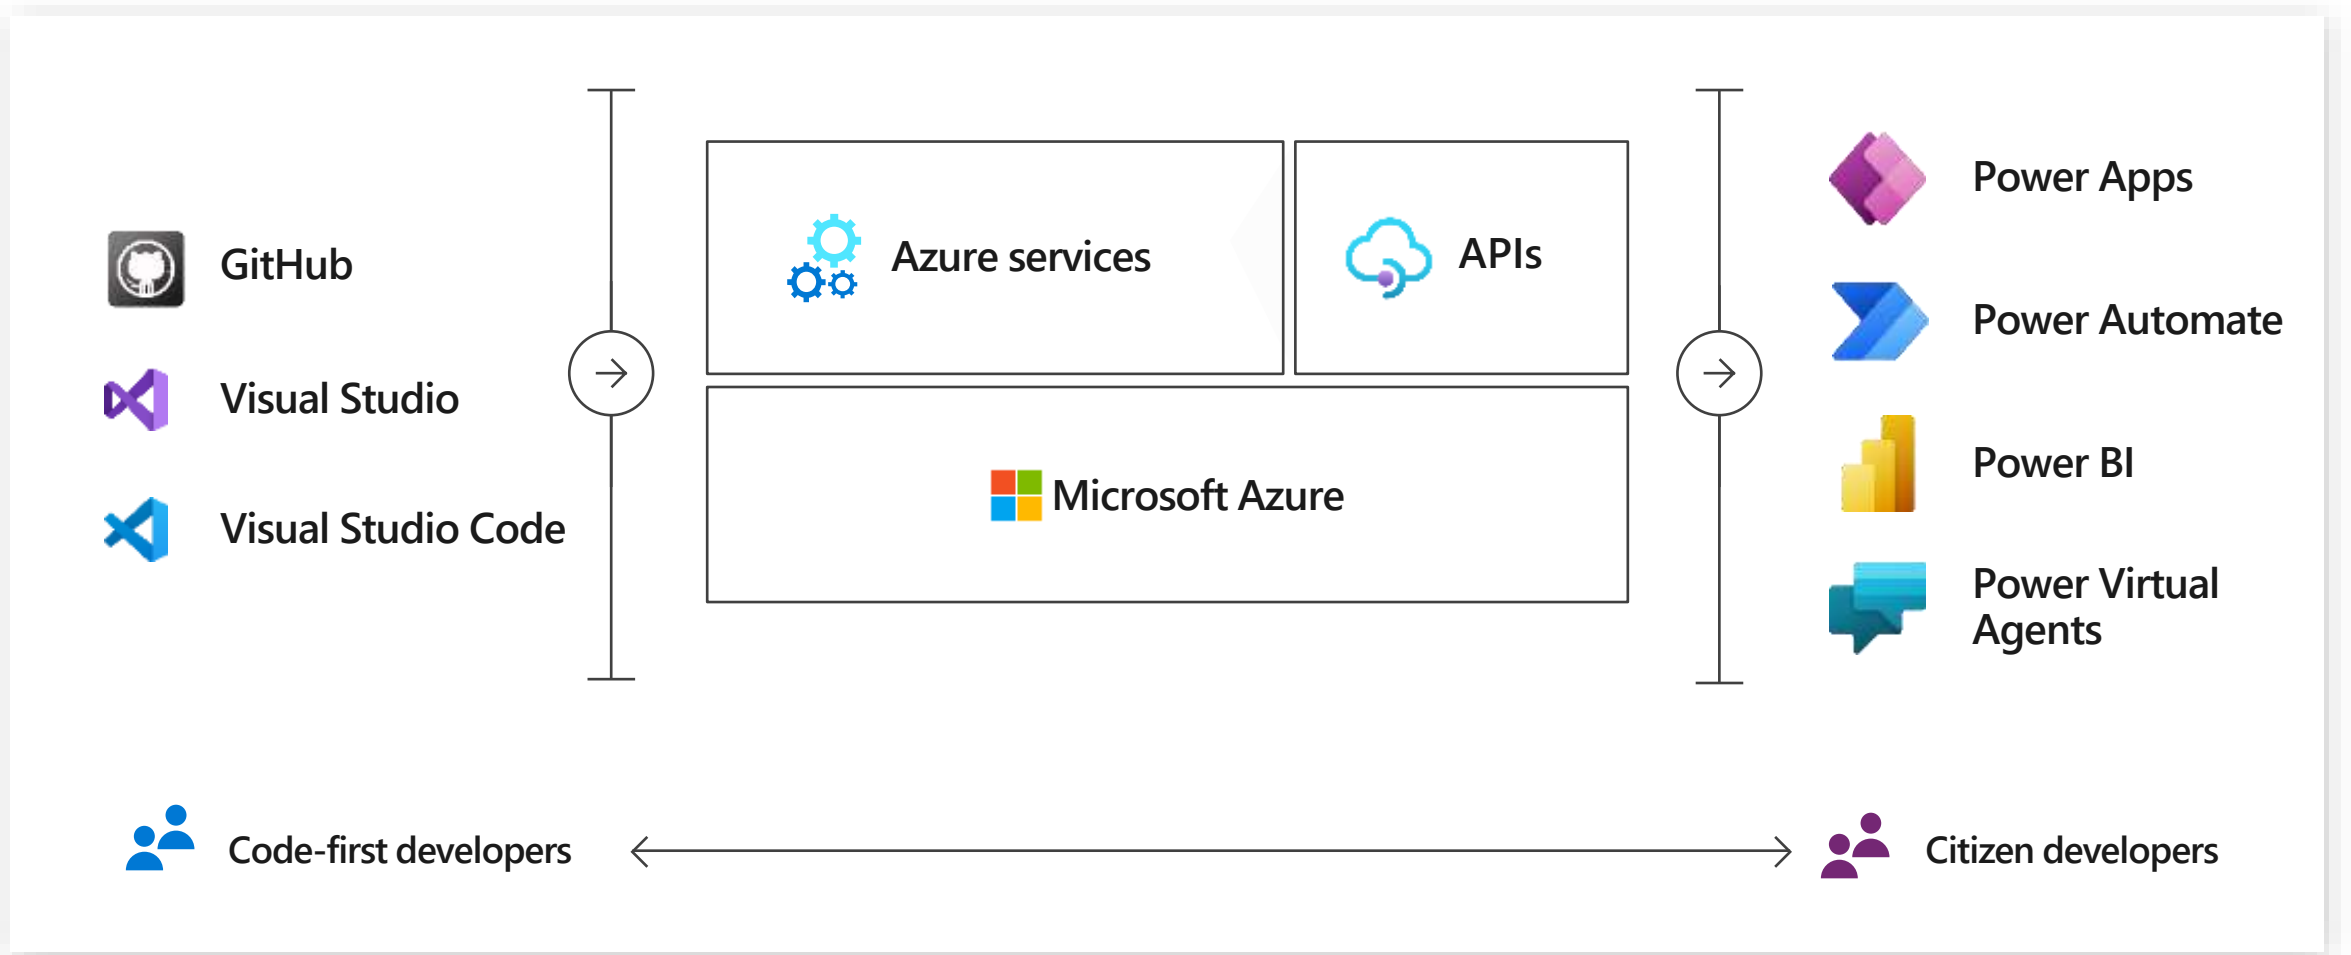 GitHub
Visual Studio
Visual Studio Code
Azure services
APIs
Microsoft Azure
Power Apps
Power Automate
Power BI
Power Virtual
Agents
Code-first developers
Citizen developers